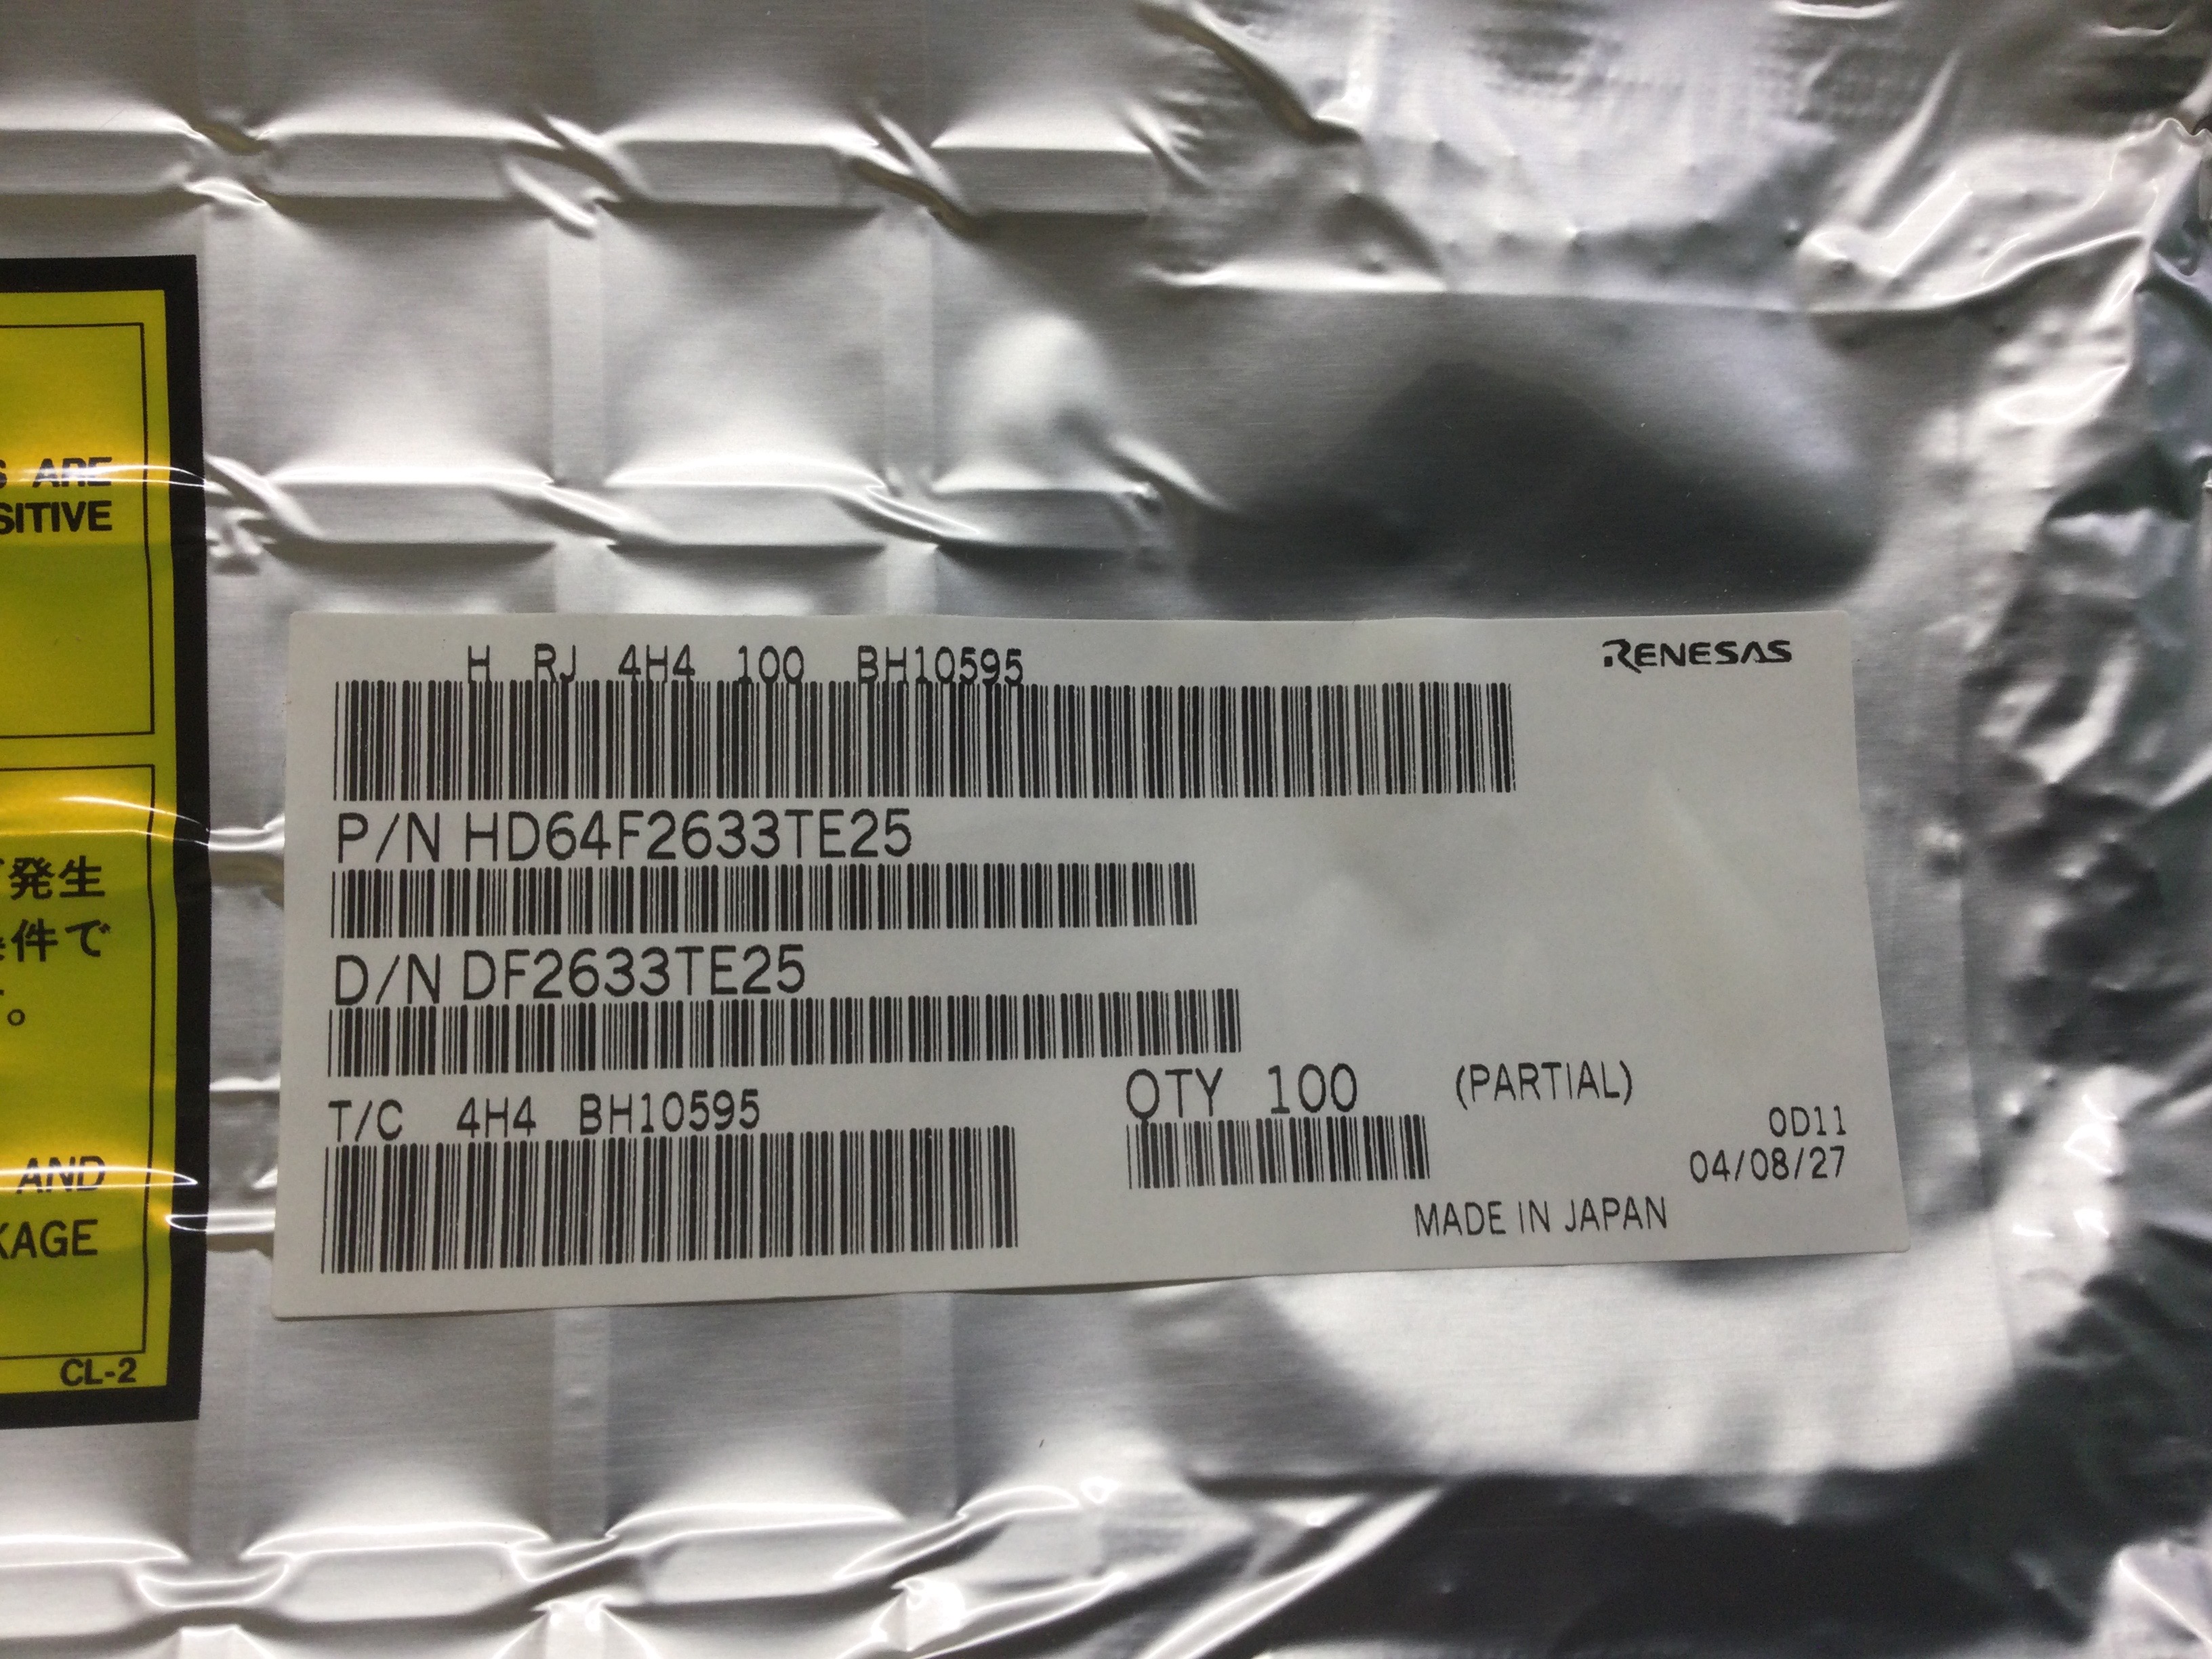 S ARE
SITIVE
発生
件で
。
AND
KAGE
CL-2
H RJ 4H4 100 BH10595
RENESAS
P/N HD64F2633TE25
D/N DF2633TE25
T/C 4H4 BH10595
QTY 100 (PARTIAL)
0D11
04/08/27
MADE IN JAPAN